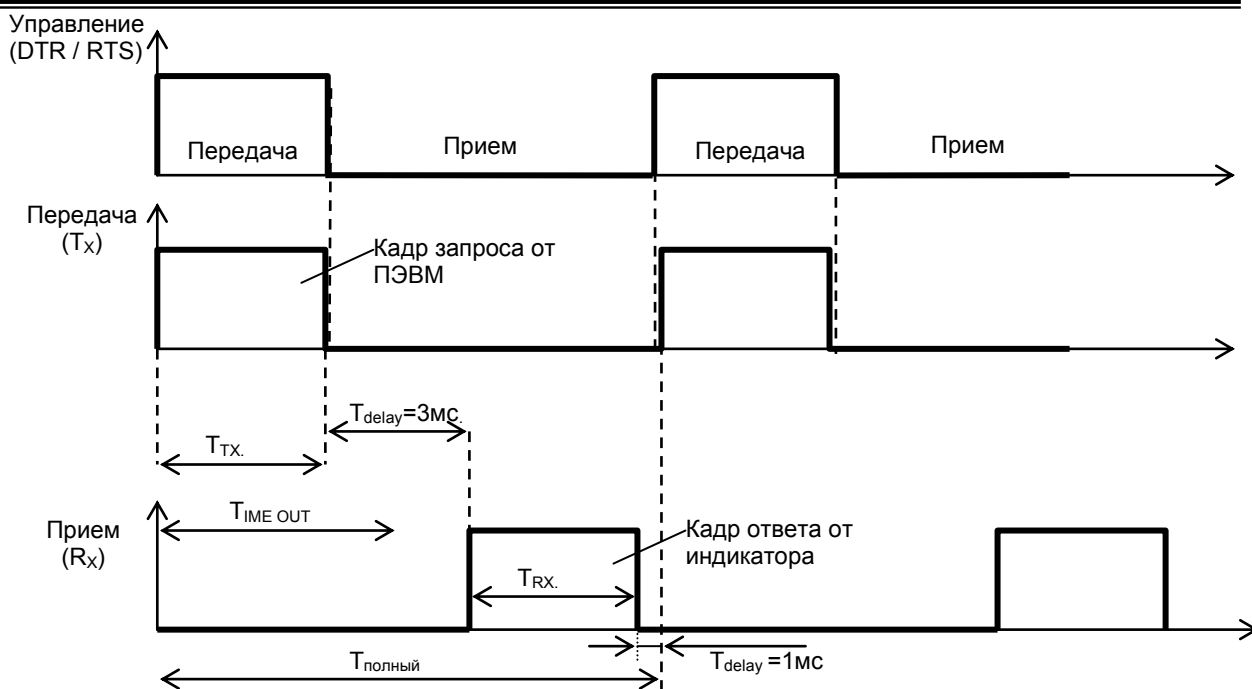 Управление
(DTR / RTS)
Передача
Прием
Передача
Прием
Передача
(TX)
Кадр запроса от
ПЭВМ
Tdelay=3мс.
TTX.
Прием
(RX)
TIME OUT
Кадр ответа от
индикатора
TRX.
Tполный
Tdelay =1мс